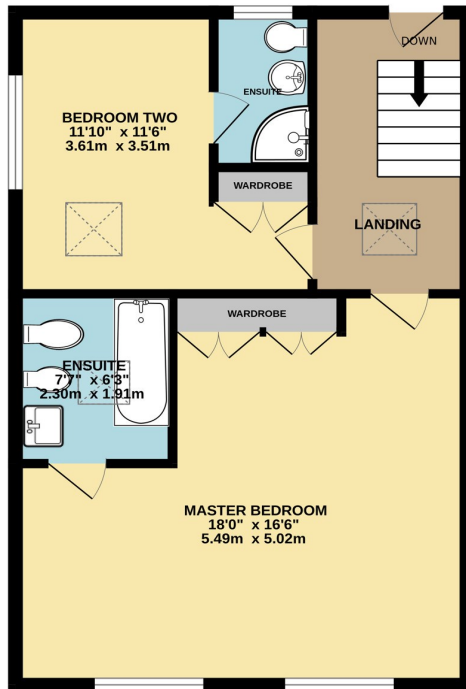 DOWN
ENSUITE
BEDROOM TWO
11'10" x 11'6"
3.61m x 3.51m
WARDROBE
LANDING
WARDROBE
ENSUITE
7'7" x 6'3"
2.30m x 1.91m
MASTER BEDROOM
18'0" x 16'6"
5.49m x 5.02m